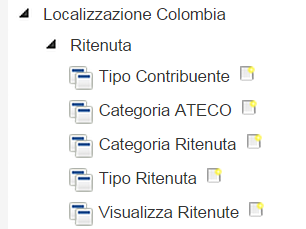 Localizzazione Colombia
Ritenuta
Tipo Contribuente
Categoria ATECO
Categoria Ritenuta
Tipo Ritenuta
Visualizza Ritenute